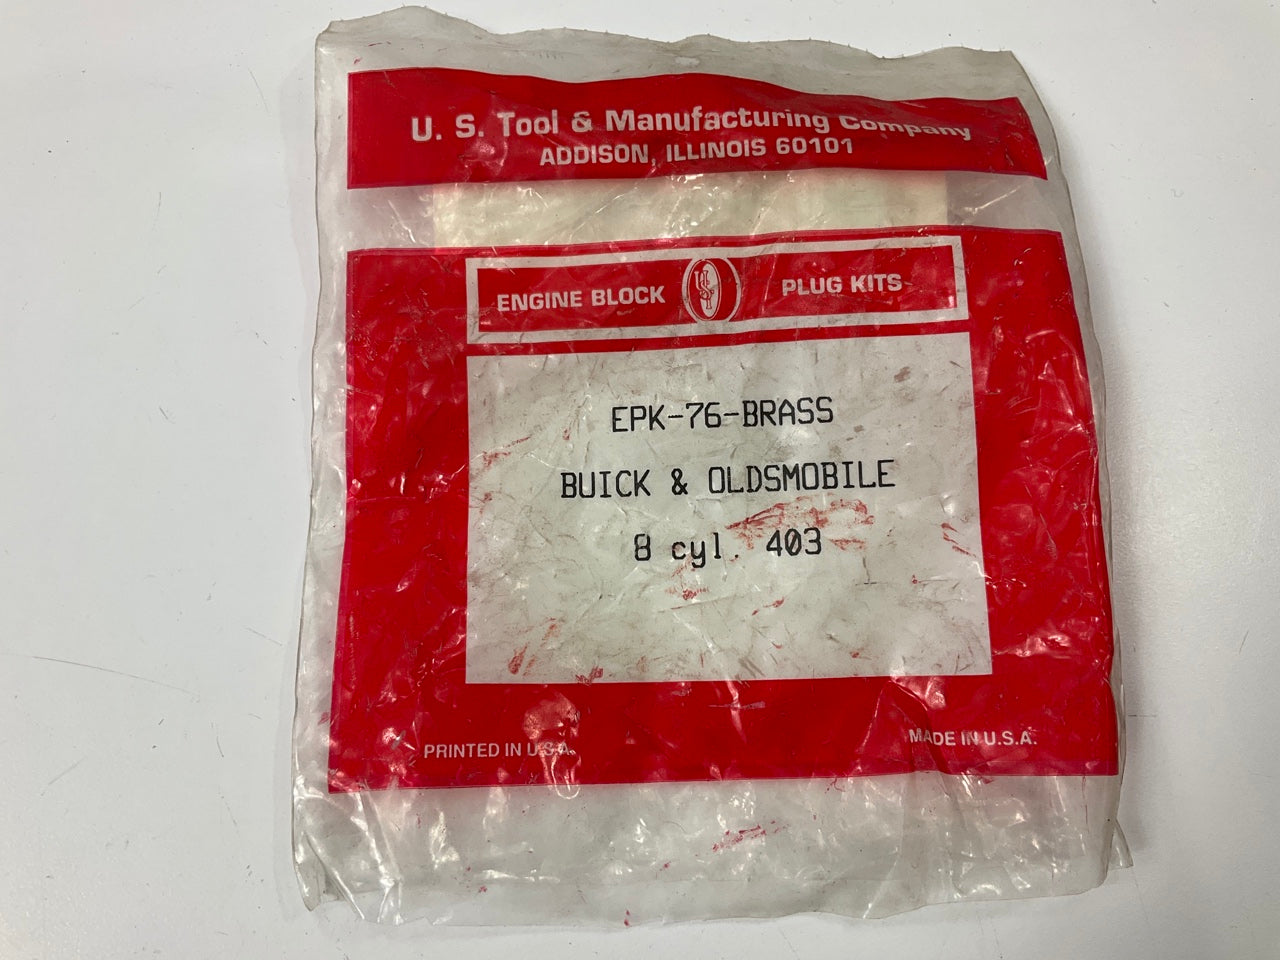 U. S. Tool & Manufacturing Company
ADDISON, ILLINOIS 60101
ENGINE BLOCK PLUG KITS
EPK-76-BRASS
BUICK & OLDSMOBILE
8 cyl. 403
PRINTED IN U.S.A.
MADE IN U.S.A.